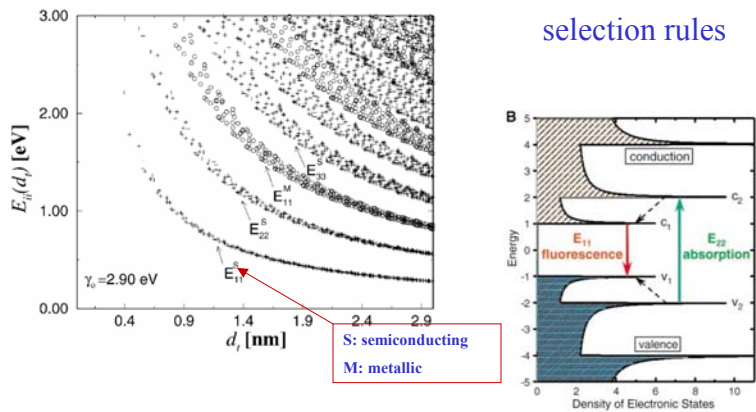 selection rules
3.00
2.00
1.00
0.00
E_ii(d_t) [eV]
E^S_33
E^M_11
E^S_22
E^S_11
γ_o=2.90 eV
0.4 0.9 1.4 1.9 2.4 2.9
d_t [nm]
S: semiconducting
M: metallic
B
5
4
3
2
1
0
-1
-2
-3
-4
-5
Energy
conduction
c_2
c_1
E_11
fluorescence
E_22
absorption
v_1
v_2
valence
0 2 4 6 8 10
Density of Electronic States